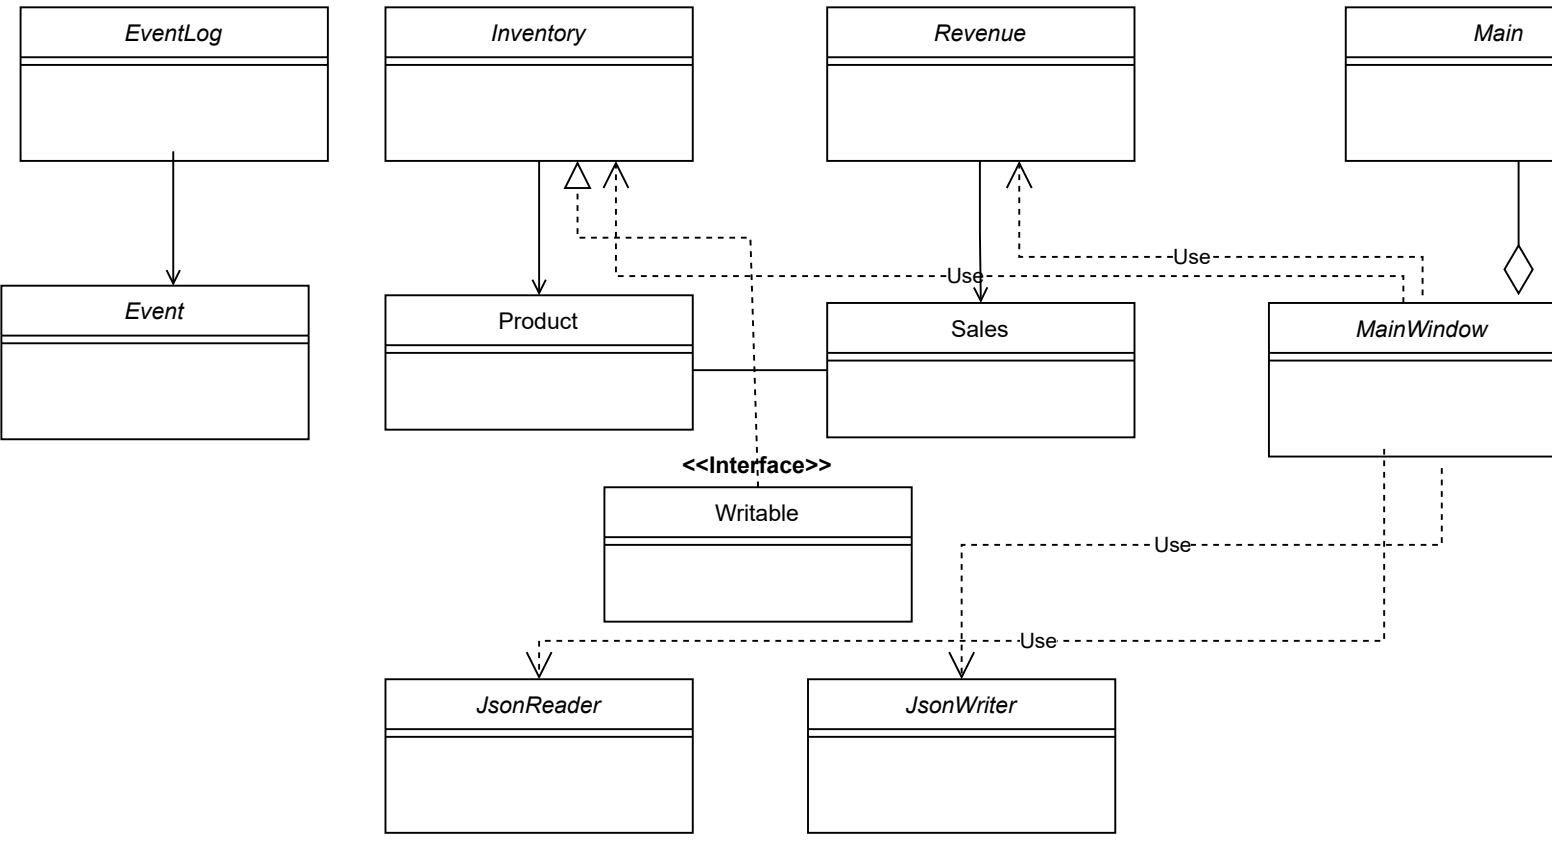 EventLog
Inventory
Revenue
Main
Use
Use
Event
Product
Sales
MainWindow
<<Interface>>
Writable
Use
Use
JsonReader
JsonWriter